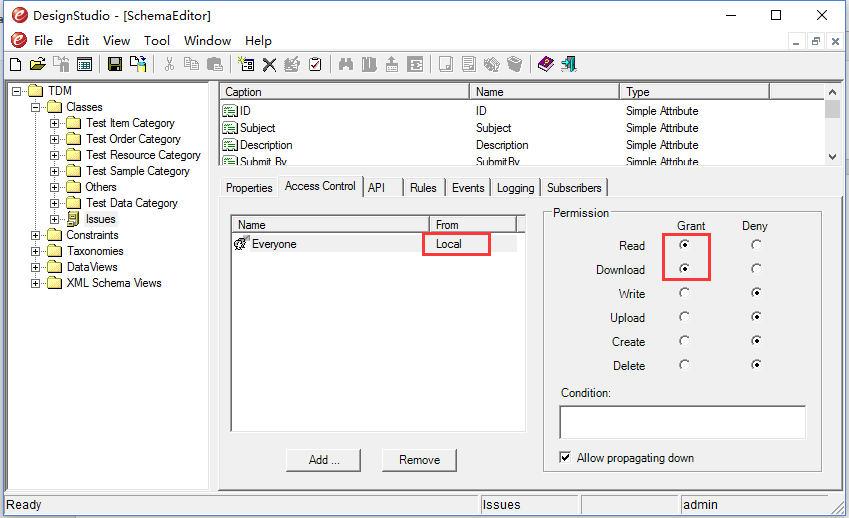 DesignStudio - [SchemaEditor]
File Edit View Tool Window Help
TDM
Classes
Test Item Category
Test Order Category
Test Resource Category
Test Sample Category
Others
Test Data Category
Issues
Constraints
Taxonomies
DataViews
XML Schema Views
Caption Name Type
ID ID Simple Attribute
Subject Subject Simple Attribute
Description Description Simple Attribute
Submit By SubmitBy Simple Attribute
Properties Access Control API Rules Events Logging Subscribers
Name From
Everyone Local
Add ... Remove
Permission
Grant Deny
Read
Download
Write
Upload
Create
Delete
Condition:
Allow propagating down
Ready Issues admin